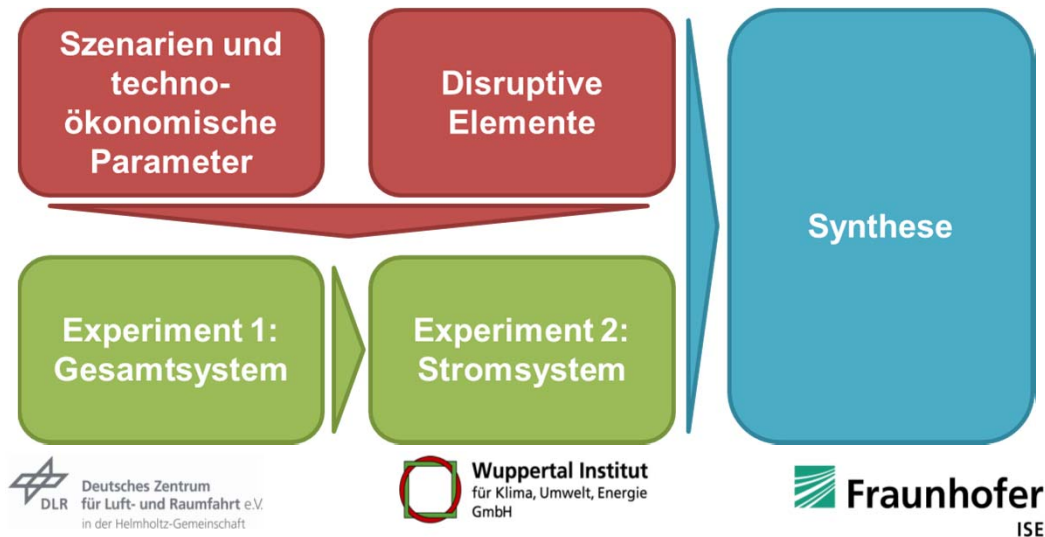 Szenarien und
techno-
ökonomische
Parameter
Disruptive
Elemente
Synthese
Experiment 1:
Gesamtsystem
Experiment 2:
Stromsystem
DLR
Deutsches Zentrum
für Luft- und Raumfahrt e.V.
in der Helmholtz-Gemeinschaft
Wuppertal Institut
für Klima, Umwelt, Energie
GmbH
Fraunhofer
ISE